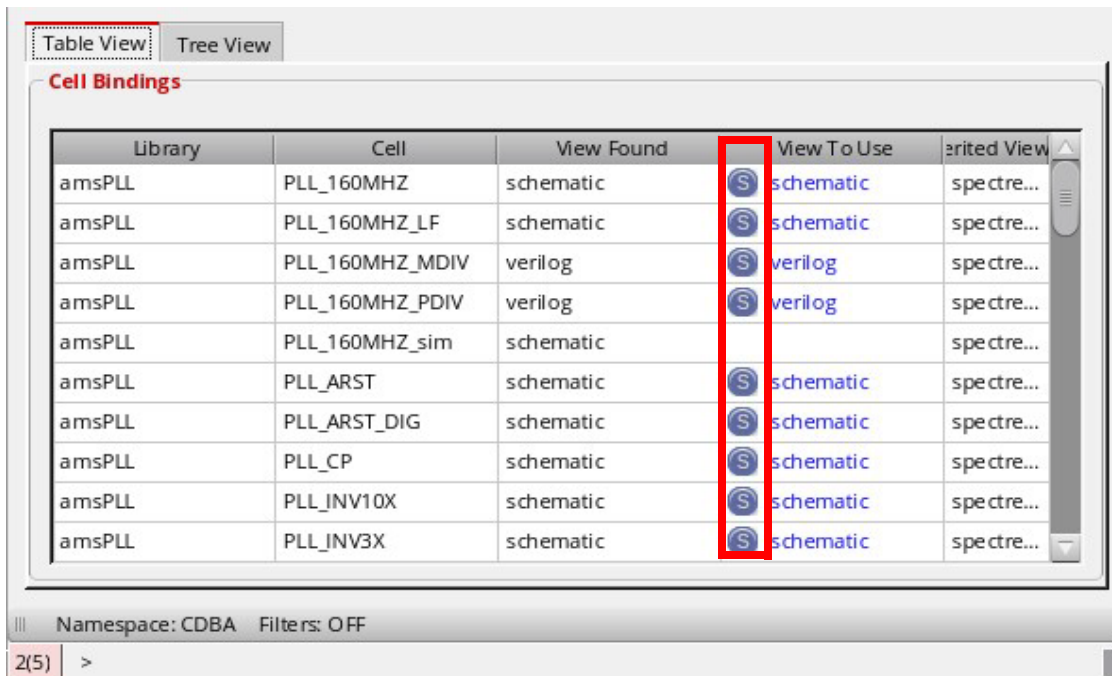 Table View Tree View
Cell Bindings
Library Cell View Found View To Use erited View
amsPLL PLL_160MHZ schematic S schematic spectre...
amsPLL PLL_160MHZ_LF schematic S schematic spectre...
amsPLL PLL_160MHZ_MDIV verilog S verilog spectre...
amsPLL PLL_160MHZ_PDIV verilog S verilog spectre...
amsPLL PLL_160MHZ_sim schematic spectre...
amsPLL PLL_ARST schematic S schematic spectre...
amsPLL PLL_ARST_DIG schematic S schematic spectre...
amsPLL PLL_CP schematic S schematic spectre...
amsPLL PLL_INV10X schematic S schematic spectre...
amsPLL PLL_INV3X schematic S schematic spectre...
Namespace: CDBA Filters: OFF
2(5) >